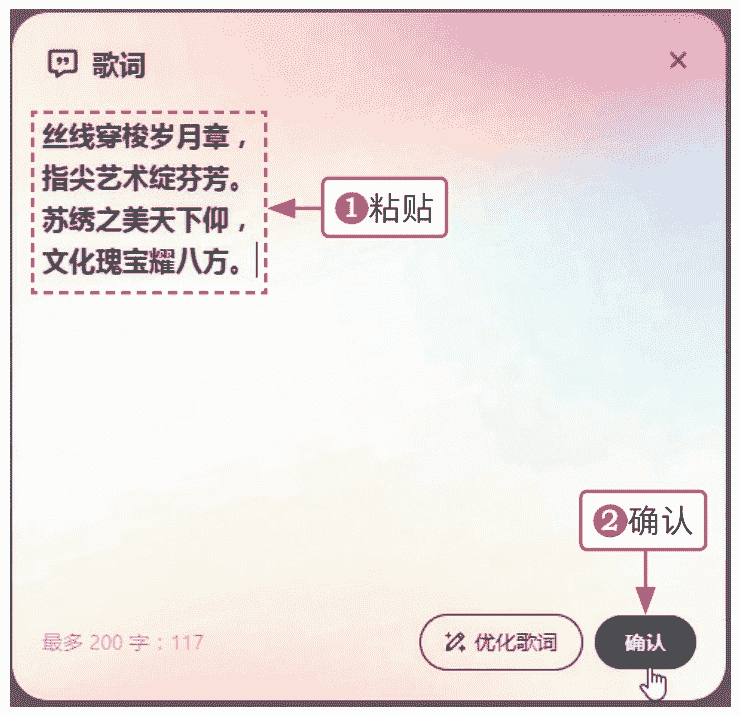 歌词
丝线穿梭岁月章，
指尖艺术绽芬芳。
苏绣之美天下仰，
文化瑰宝耀八方。
❶粘贴
❷确认
最多 200 字：117
优化歌词
确认